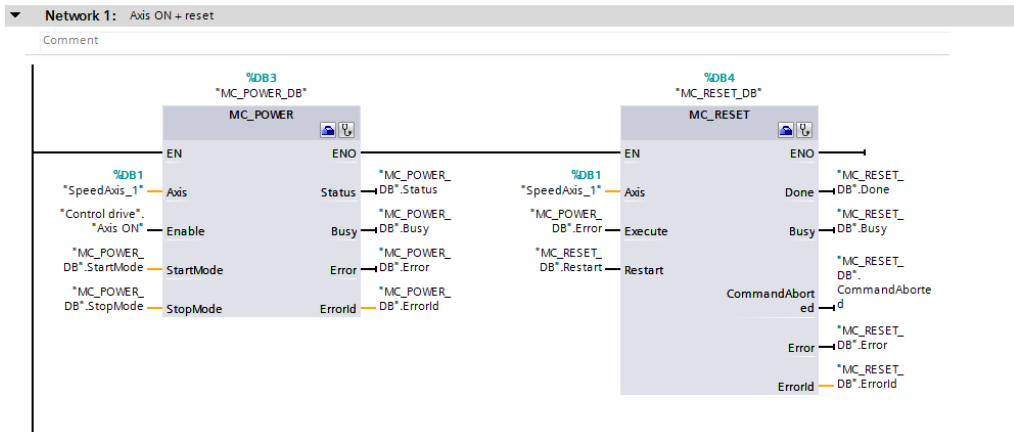 Network 1: Axis ON + reset
Comment
%DB3
"MC_POWER_DB"
MC_POWER
EN
ENO
%DB1
"SpeedAxis_1"
Axis
Status
"MC_POWER_
DB".Status
"Control drive".
"Axis ON"
Enable
Busy
"MC_POWER_
DB".Busy
"MC_POWER_
DB".StartMode
StartMode
Error
"MC_POWER_
DB".Error
"MC_POWER_
DB".StopMode
StopMode
ErrorId
"MC_POWER_
DB".ErrorId
%DB4
"MC_RESET_DB"
MC_RESET
EN
ENO
%DB1
"SpeedAxis_1"
Axis
Done
"MC_RESET_
DB".Done
"MC_POWER_
DB".Error
Execute
Busy
"MC_RESET_
DB".Busy
"MC_RESET_
DB".Restart
Restart
CommandAbort
ed
"MC_RESET_
DB".
CommandAborte
d
Error
"MC_RESET_
DB".Error
ErrorId
"MC_RESET_
DB".ErrorId